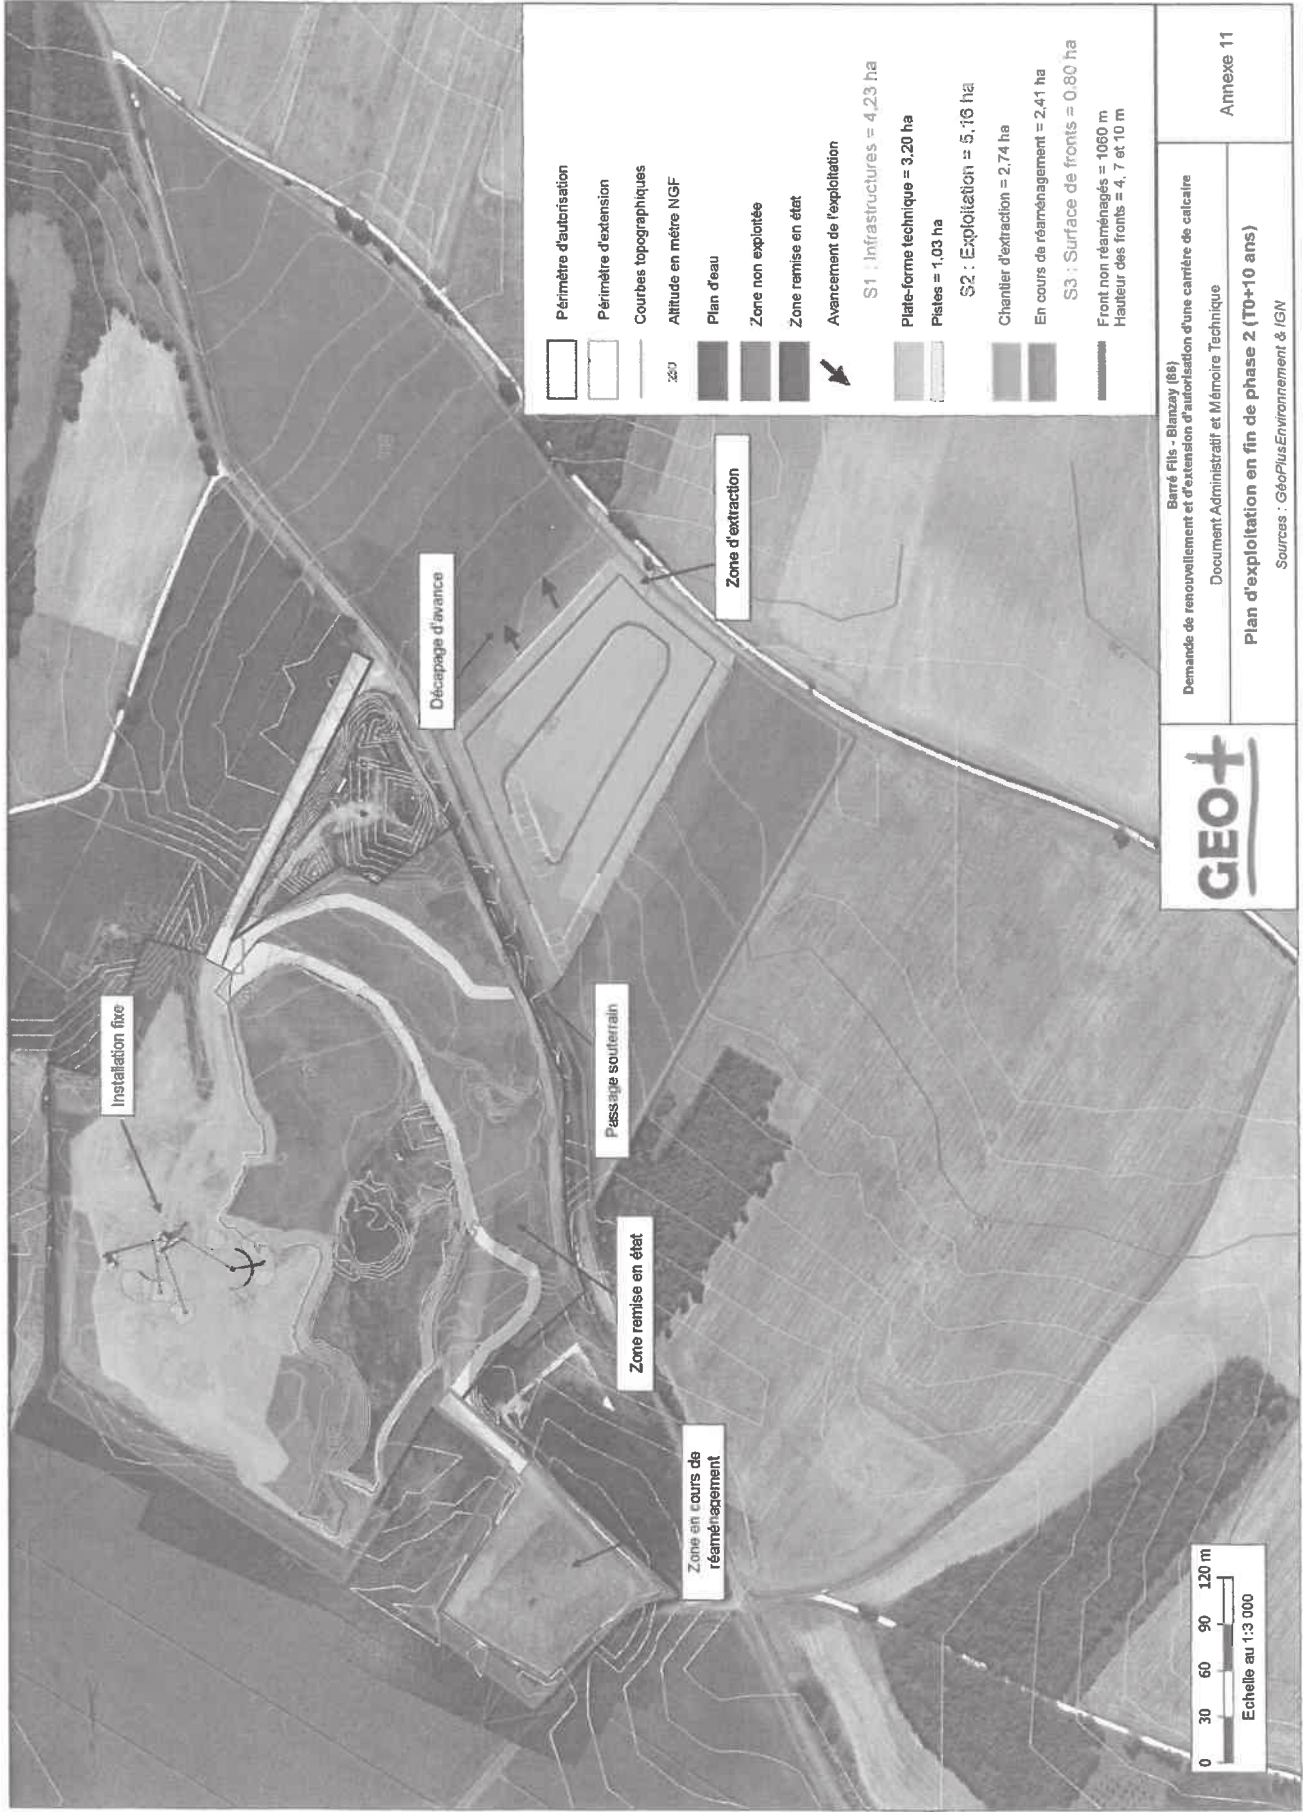 Installation fixe
Décapage d'avance
Zone d'extraction
Passage souterrain
Zone remise en état
Zone en cours de
réaménagement
Périmètre d'autorisation
Périmètre d'extension
Courbes topographiques
Altitude en mètre NGF
Plan d'eau
Zone non exploitée
Zone remise en état
Avancement de l'exploitation
S1 : Infrastructures = 4,23 ha
Plate-forme technique = 3,20 ha
Pistes = 1,03 ha
S2 : Exploitation = 5,16 ha
Chantier d'extraction = 2,74 ha
En cours de réaménagement = 2,41 ha
S3 : Surface de fronts = 0.80 ha
Front non réaménagés = 1060 m
Hauteur des fronts = 4, 7 et 10 m
0 30 60 90 120 m
Echelle au 1:3 000
GEO+
Barré Fils - Blanzay (86)
Demande de renouvellement et d'extension d'autorisation d'une carrière de calcaire
Document Administratif et Mémoire Technique
Plan d'exploitation en fin de phase 2 (T0+10 ans)
Sources : GéoPlusEnvironnement & IGN
Annexe 11